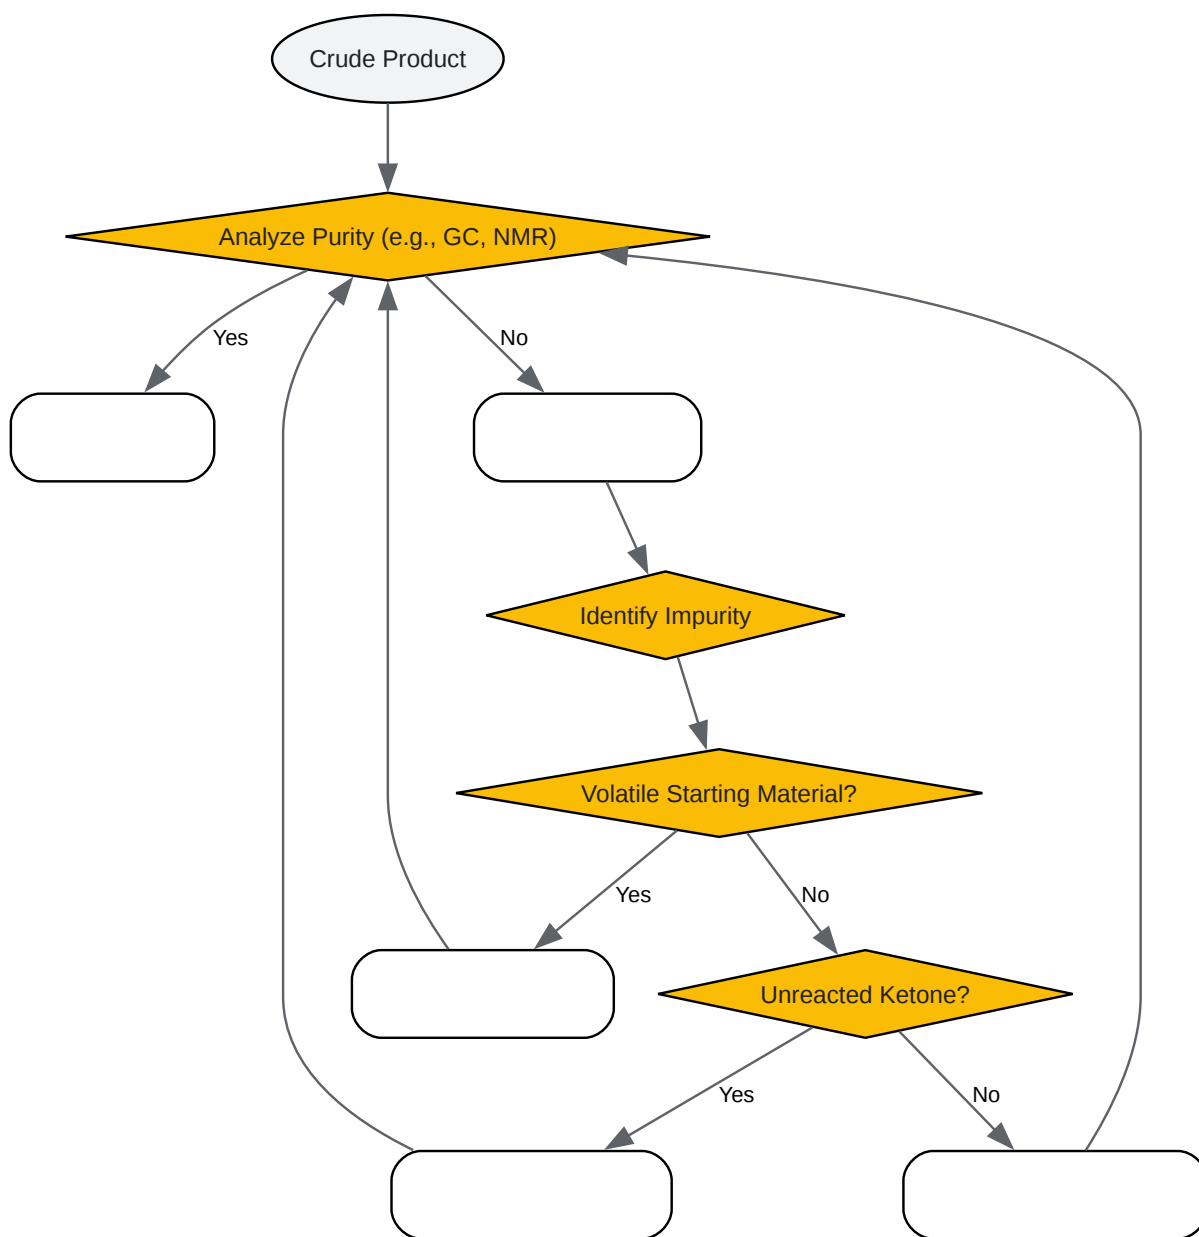 Crude Product
Analyze Purity (e.g., GC, NMR)
Yes
No
Identify Impurity
Volatile Starting Material?
Yes
No
Unreacted Ketone?
Yes
No